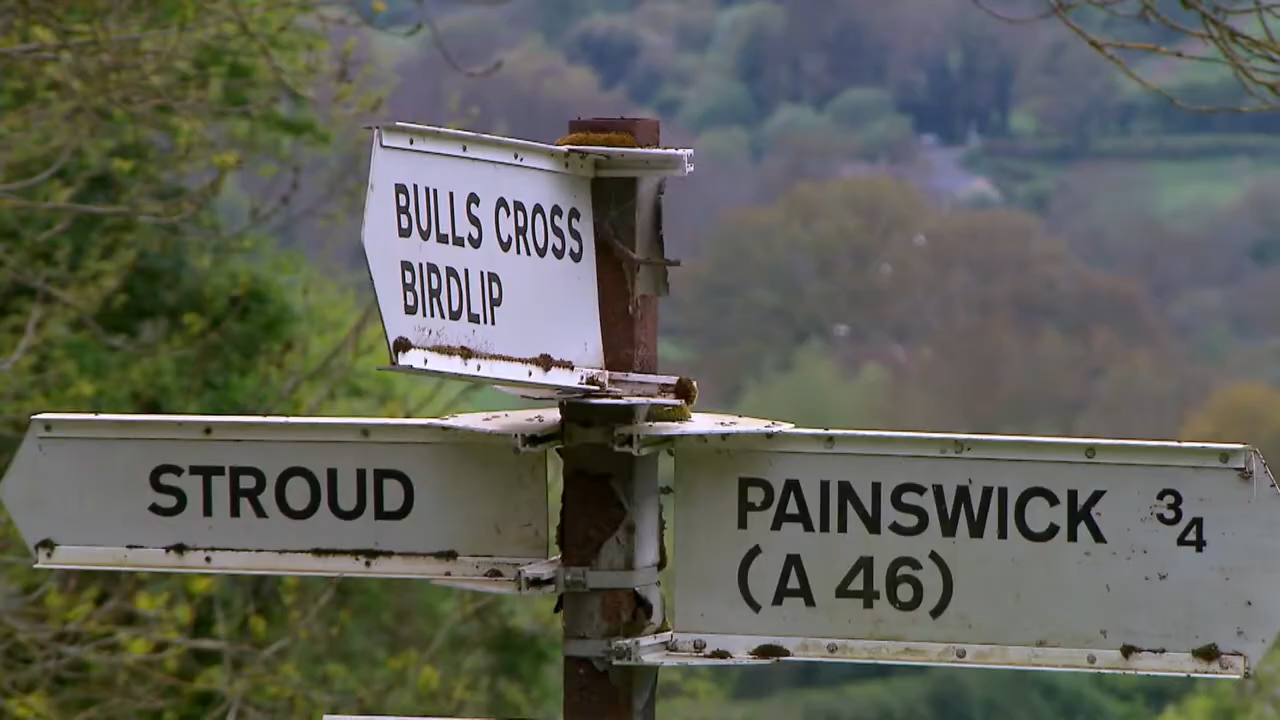 BULLS CROSS
BIRDLIP
STROUD
PAINSWICK ¾
(A 46)